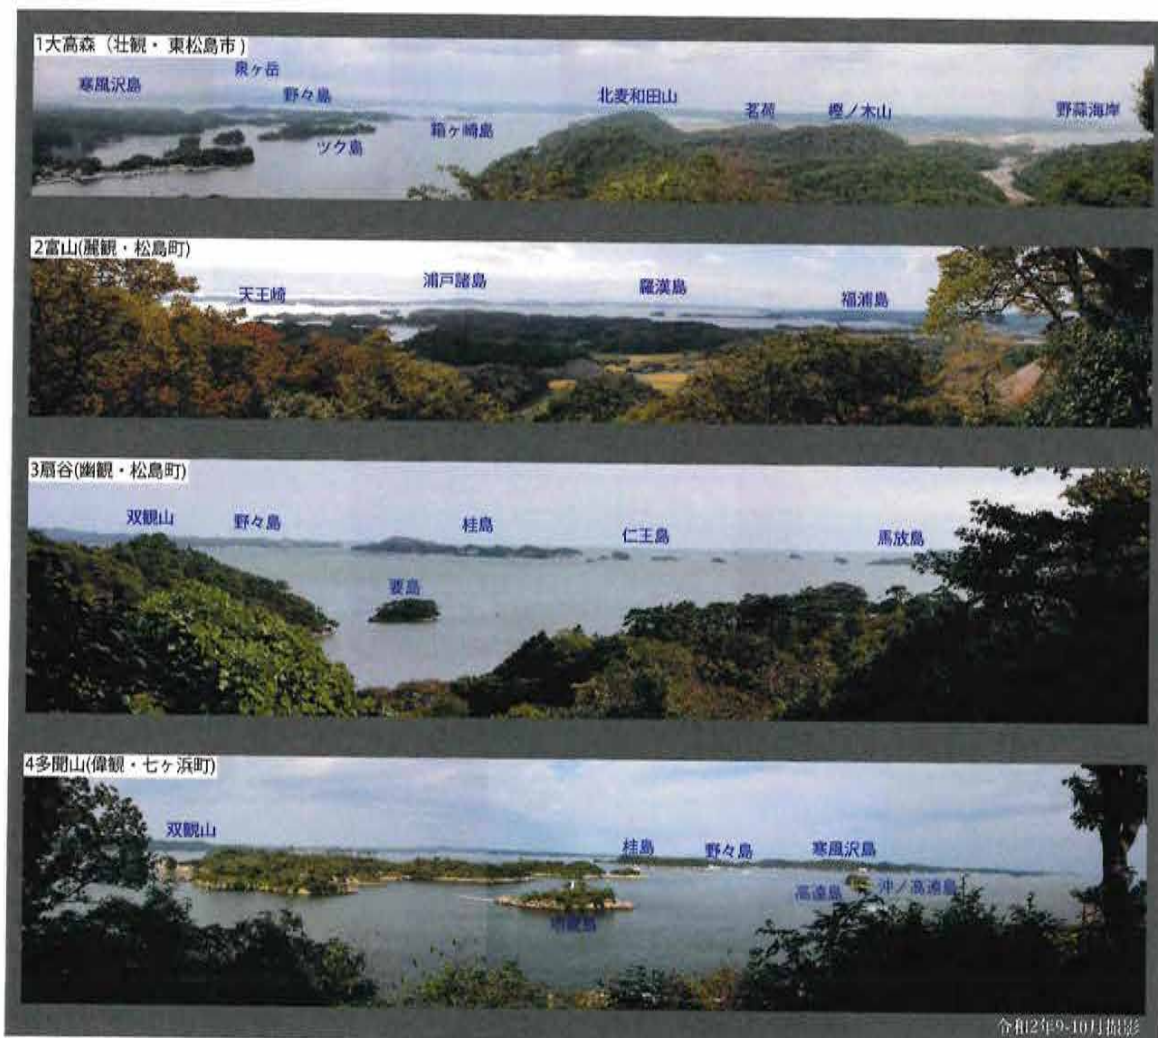 1大高森（壮観・東松島市）
泉ヶ岳
寒風沢島
野々島
北麦和田山
茗荷
樫ノ木山
野蒜海岸
箱ヶ崎島
ツク島
2富山(麗観・松島町)
天王崎
浦戸諸島
羅漢島
福浦島
3扇谷(幽観・松島町)
双観山
野々島
桂島
仁王島
馬放島
要島
4多聞山(偉観・七ヶ浜町)
双観山
桂島
野々島
寒風沢島
高遠島
沖ノ高遠島
地蔵島
令和2年9-10月撮影